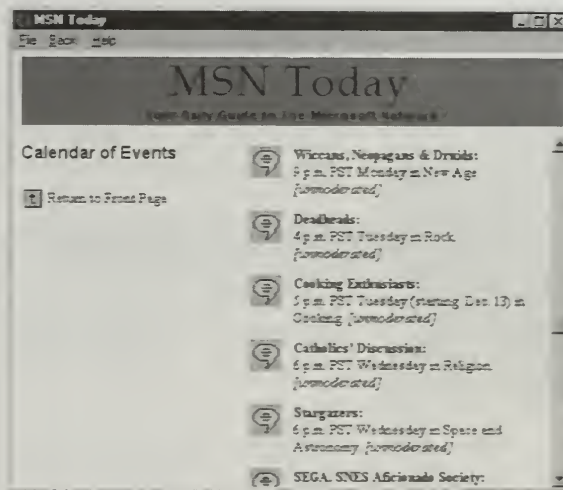 MSN Today
File Back Help
MSN Today
Your Daily Guide to The Microsoft Network
Calendar of Events
Return to Front Page
Wiccans, Neopagans & Druids:
9 p.m. PST Monday in New Age
[unmoderated]
Deadheads:
4 p.m. PST Tuesday in Rock
[unmoderated]
Cooking Enthusiasts:
5 p.m. PST Tuesday (starting Dec. 13) in
Cooking [unmoderated]
Catholics' Discussion:
6 p.m. PST Wednesday in Religion
[unmoderated]
Stargazers:
6 p.m. PST Wednesday in Space and
Astronomy [unmoderated]
SEGA, SNES Aficionado Society: